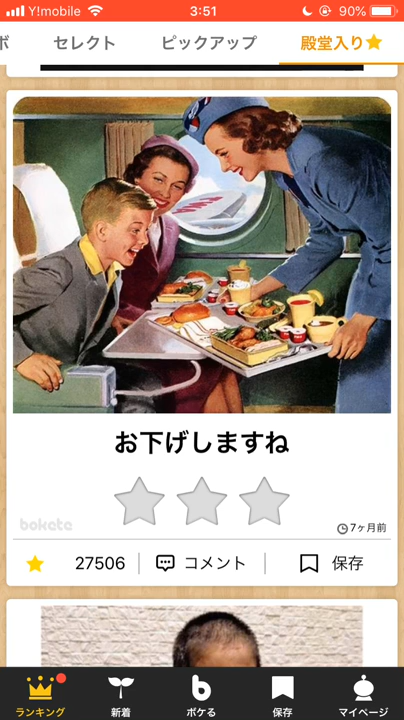 Y!mobile 3:51 90%
ボ セレクト ピックアップ 殿堂入り
お下げしますね
bokete 7ヶ月前
27506 コメント 保存
ランキング 新着 ボケる 保存 マイページ